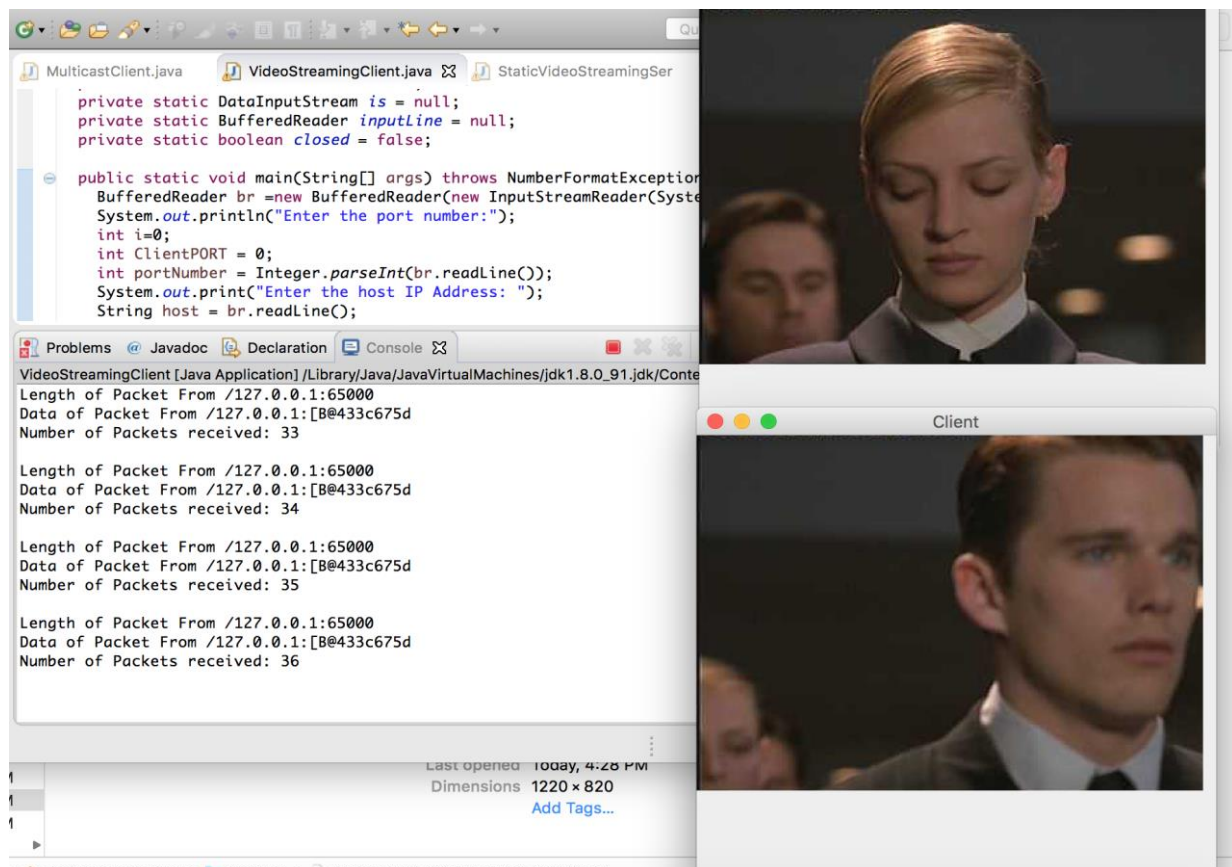 Qu
MulticastClient.java VideoStreamingClient.java StaticVideoStreamingSer
private static DataInputStream is = null;
private static BufferedReader inputLine = null;
private static boolean closed = false;
public static void main(String[] args) throws NumberFormatException
BufferedReader br =new BufferedReader(new InputStreamReader(Syste
System.out.println("Enter the port number:");
int i=0;
int ClientPORT = 0;
int portNumber = Integer.parseInt(br.readLine());
System.out.print("Enter the host IP Address: ");
String host = br.readLine();
Problems @ Javadoc Declaration Console
VideoStreamingClient [Java Application] /Library/Java/JavaVirtualMachines/jdk1.8.0_91.jdk/Conte
Length of Packet From /127.0.0.1:65000
Data of Packet From /127.0.0.1:[B@433c675d
Number of Packets received: 33
Length of Packet From /127.0.0.1:65000
Data of Packet From /127.0.0.1:[B@433c675d
Number of Packets received: 34
Length of Packet From /127.0.0.1:65000
Data of Packet From /127.0.0.1:[B@433c675d
Number of Packets received: 35
Length of Packet From /127.0.0.1:65000
Data of Packet From /127.0.0.1:[B@433c675d
Number of Packets received: 36
Client
Last opened Today, 4:28 PM
Dimensions 1220 × 820
Add Tags...